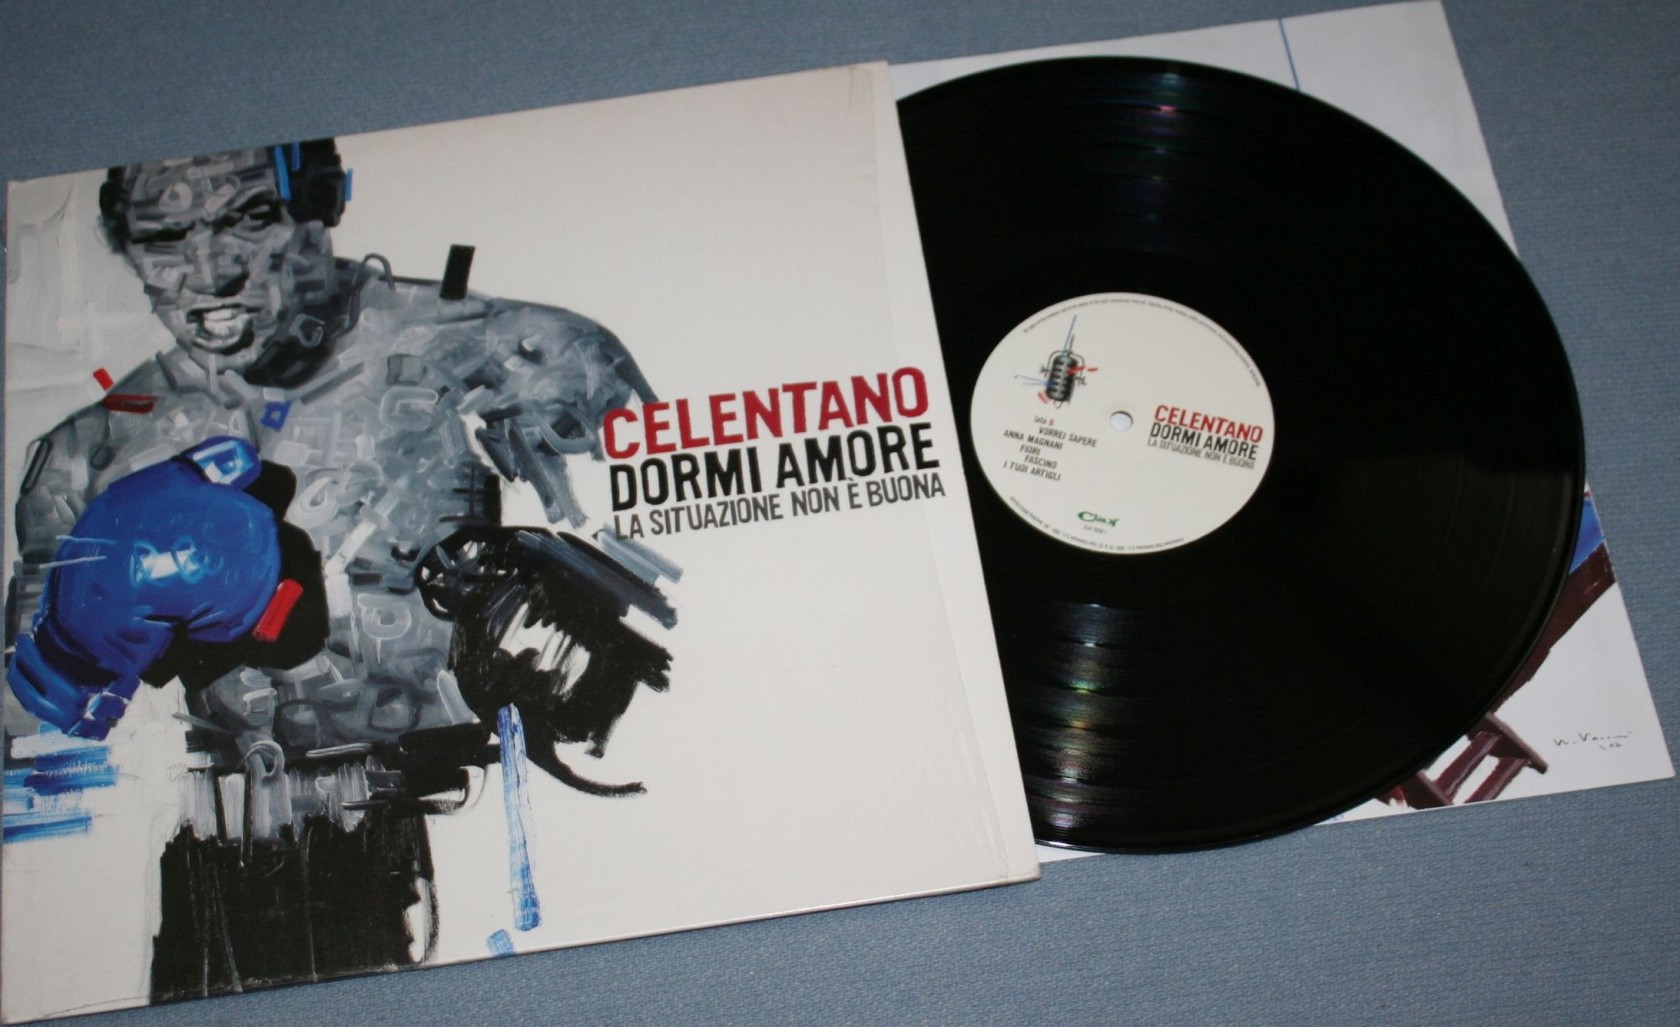 CELENTANO
DORMI AMORE
LA SITUAZIONE NON È BUONA
lato B
VORREI SAPERE
ANNA MAGNANI
FIORI
FASCINO
I TUOI ARTIGLI
CELENTANO
DORMI AMORE
LA SITUAZIONE NON È BUONA
Clan